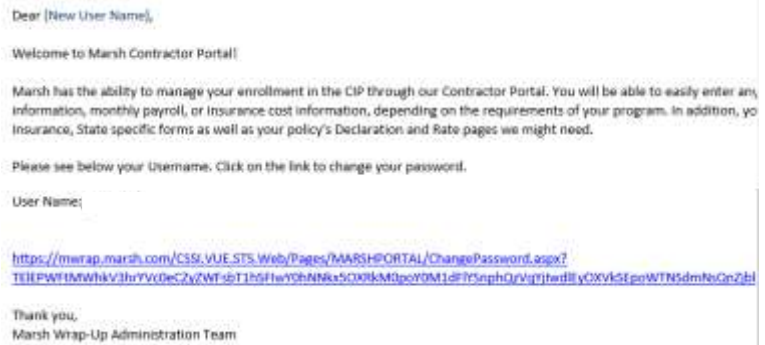 Dear [New User Name],
Welcome to Marsh Contractor Portal!
Marsh has the ability to manage your enrollment in the CIP through our Contractor Portal. You will be able to easily enter any
information, monthly payroll, or insurance cost information, depending on the requirements of your program. In addition, yo
Insurance, State specific forms as well as your policy's Declaration and Rate pages we might need.
Please see below your Username. Click on the link to change your password.
User Name:
https://mwrap.marsh.com/CSSI.VUE.STS.Web/Pages/MARSHPORTAL/ChangePassword.aspx?
Thank you,
Marsh Wrap-Up Administration Team